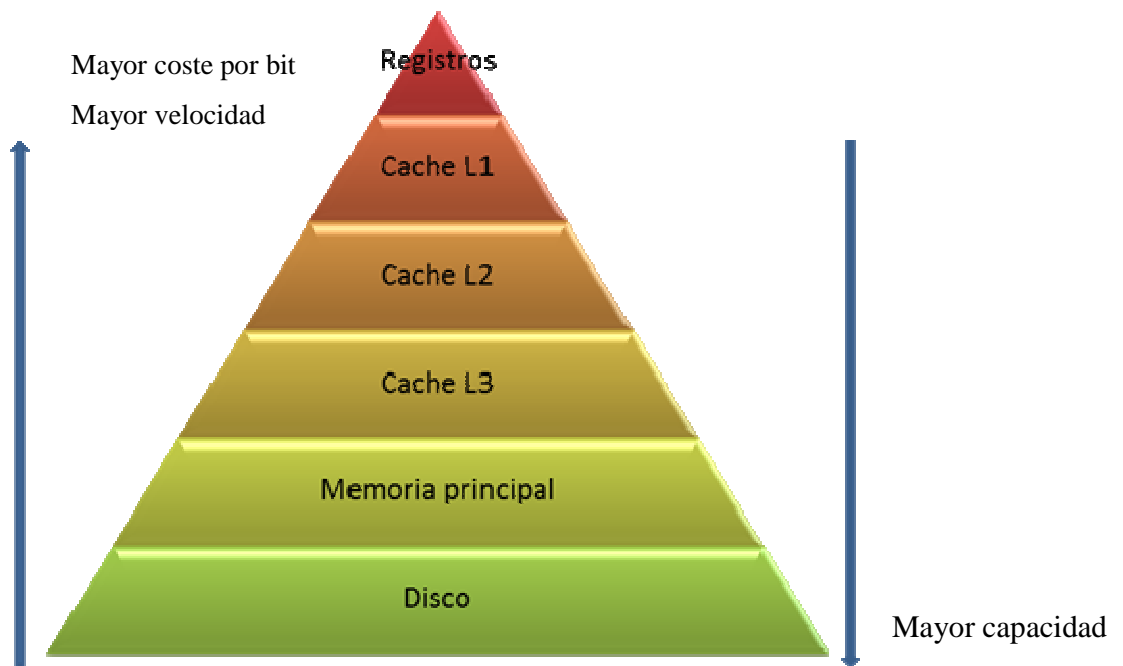 Registros
Mayor coste por bit
Mayor velocidad
Cache L1
Cache L2
Cache L3
Memoria principal
Disco
Mayor capacidad